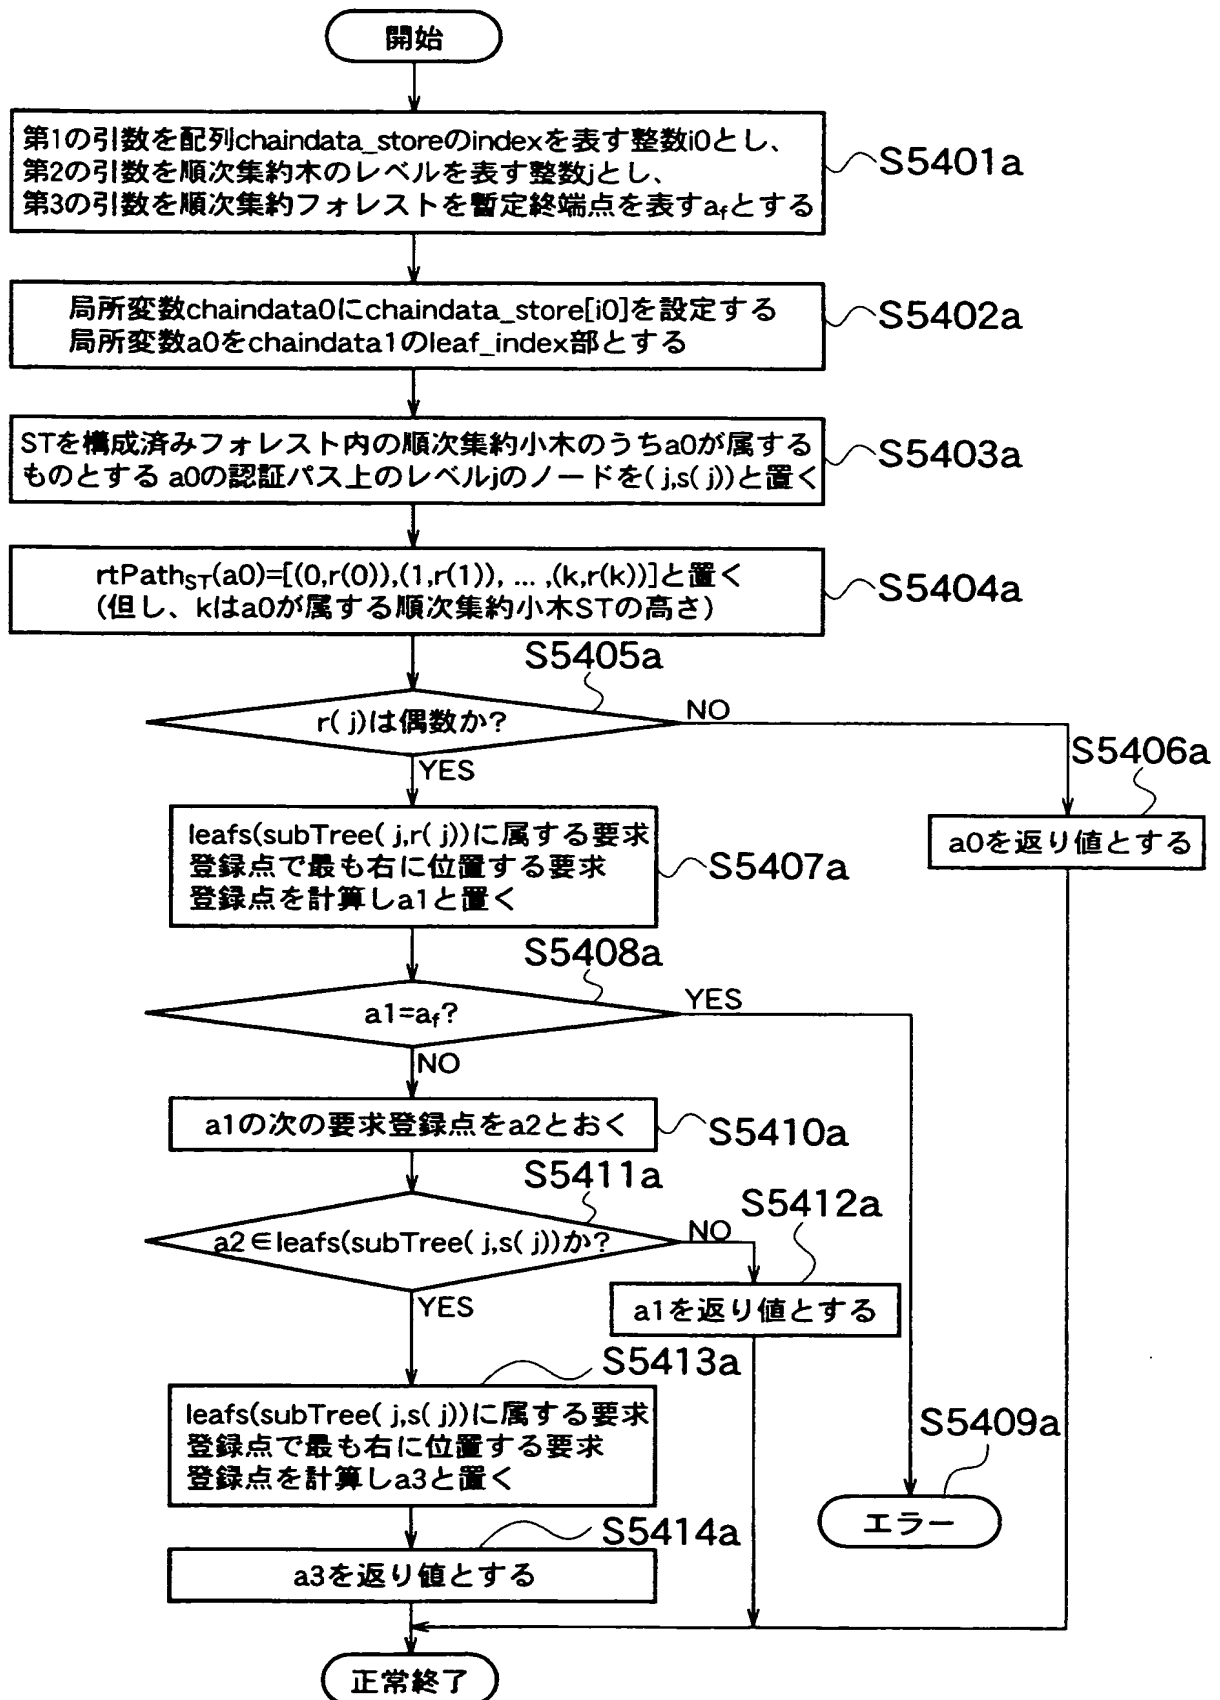 開始
第1の引数を配列chaindata_storeのindexを表す整数i0とし、
第2の引数を順次集約木のレベルを表す整数jとし、
第3の引数を順次集約フォレストを暫定終端点を表すafとする
S5401a
局所変数chaindata0にchaindata_store[i0]を設定する
局所変数a0をchaindata1のleaf_index部とする
S5402a
STを構成済みフォレスト内の順次集約小木のうちa0が属する
ものとする a0の認証パス上のレベルjのノードを( j,s( j))と置く
S5403a
rtPathST(a0)=[(0,r(0)),(1,r(1)), ... ,(k,r(k))]と置く
(但し、kはa0が属する順次集約小木STの高さ)
S5404a
S5405a
r( j)は偶数か?
NO
YES
S5406a
a0を返り値とする
leafs(subTree( j,r( j))に属する要求
登録点で最も右に位置する要求
登録点を計算しa1と置く
S5407a
S5408a
a1=af?
YES
NO
a1の次の要求登録点をa2とおく
S5410a
S5411a
a2∈leafs(subTree( j,s( j))か?
NO
YES
S5412a
a1を返り値とする
S5413a
leafs(subTree( j,s( j))に属する要求
登録点で最も右に位置する要求
登録点を計算しa3と置く
S5409a
エラー
S5414a
a3を返り値とする
正常終了